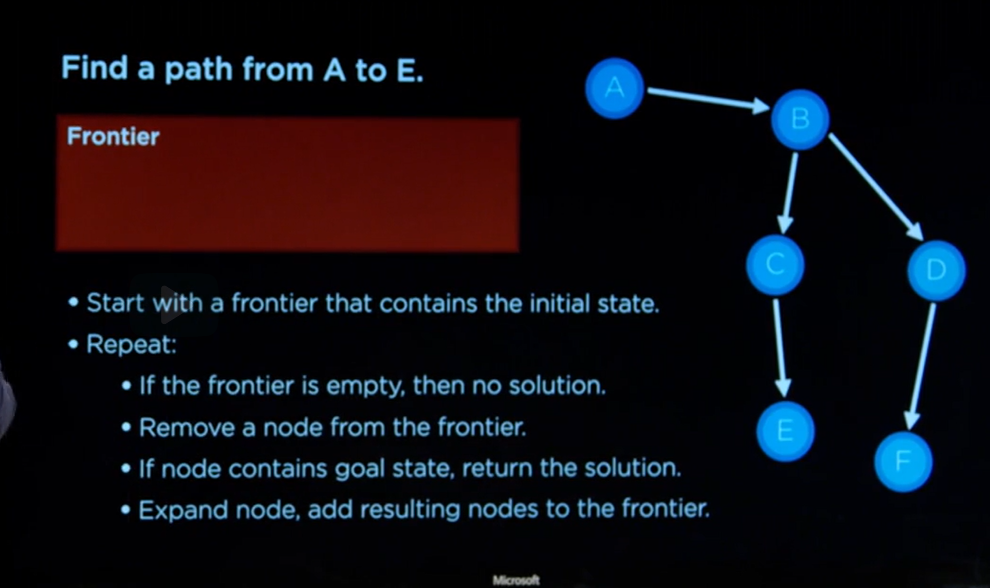 Find a path from A to E.
Frontier
• Start with a frontier that contains the initial state.
• Repeat:
• If the frontier is empty, then no solution.
• Remove a node from the frontier.
• If node contains goal state, return the solution.
• Expand node, add resulting nodes to the frontier.
A
B
C
D
E
F
Microsoft